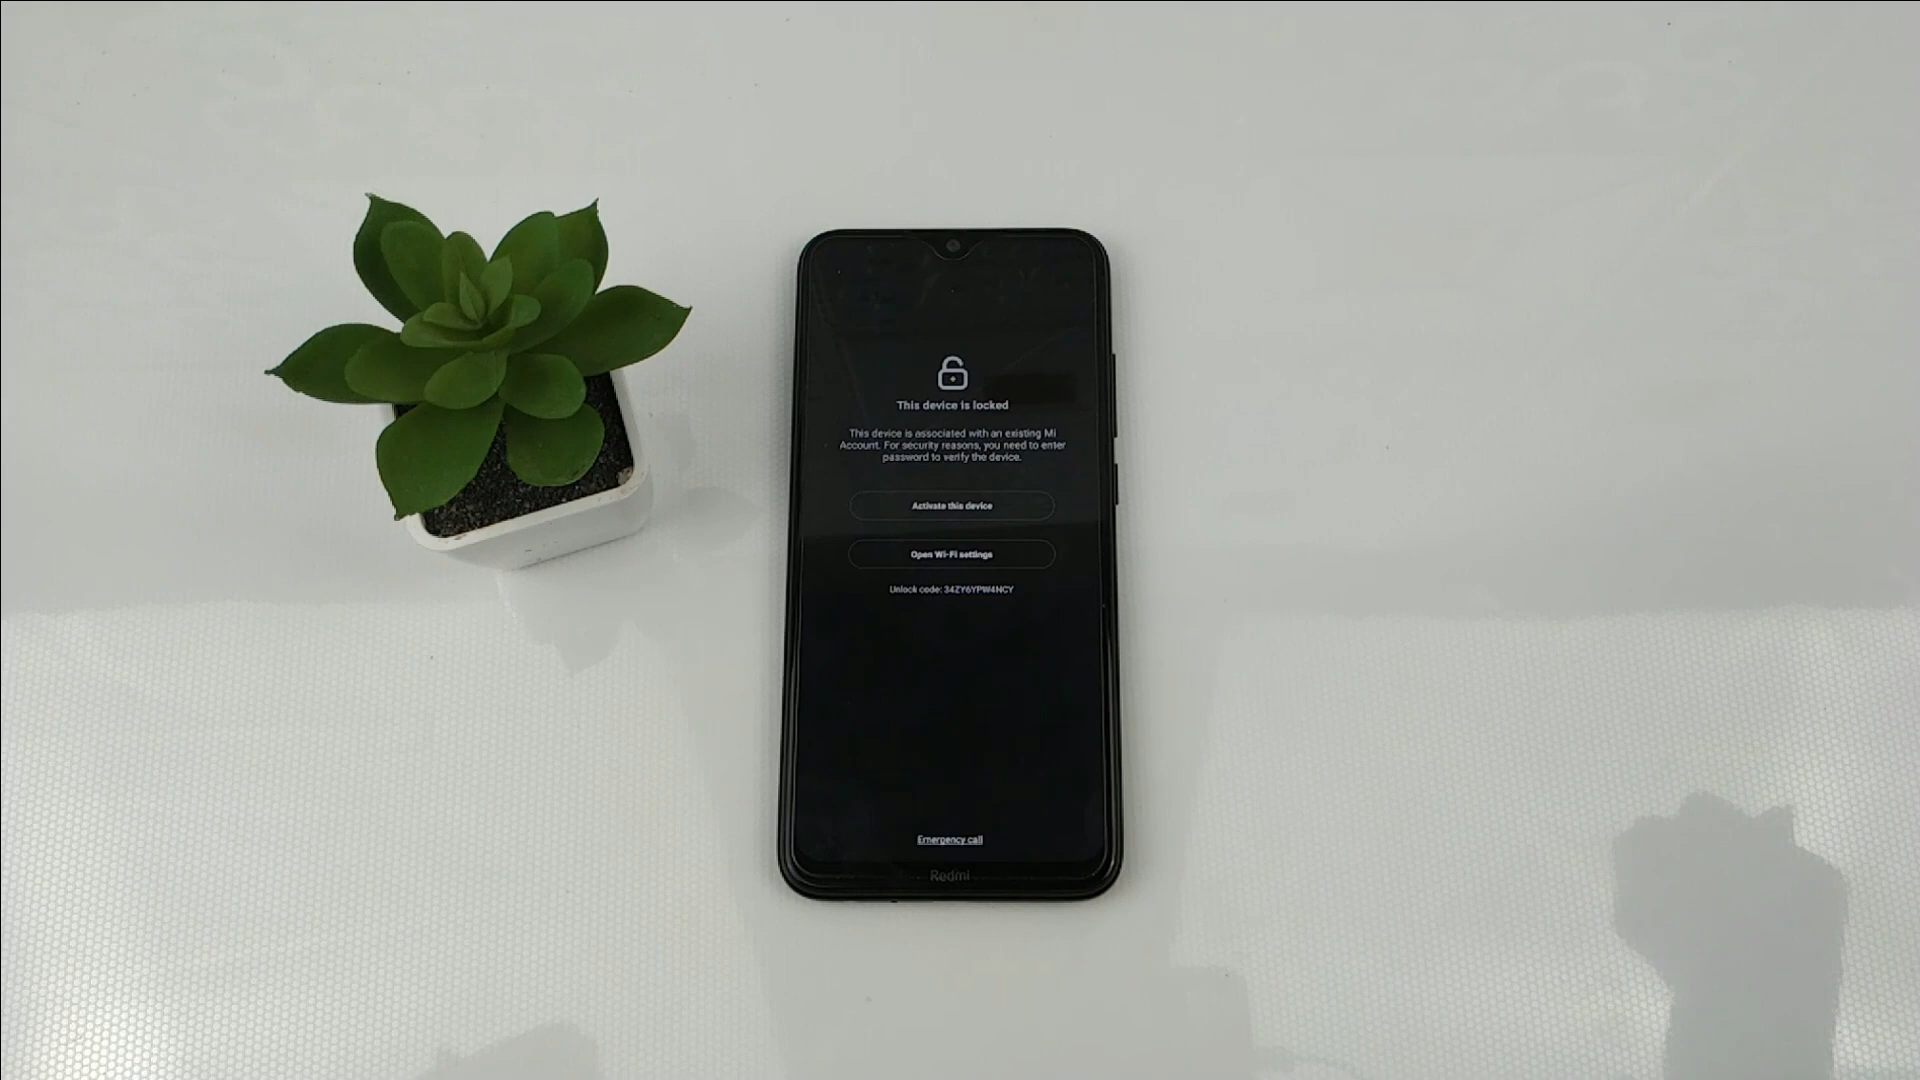 This device is locked
This device is associated with an existing Mi
Account. For security reasons, you need to enter
password to verify the device.
Activate this device
Open Wi-Fi settings
Unlock code: 34ZY6YPW4NCY
Emergency call
Redmi